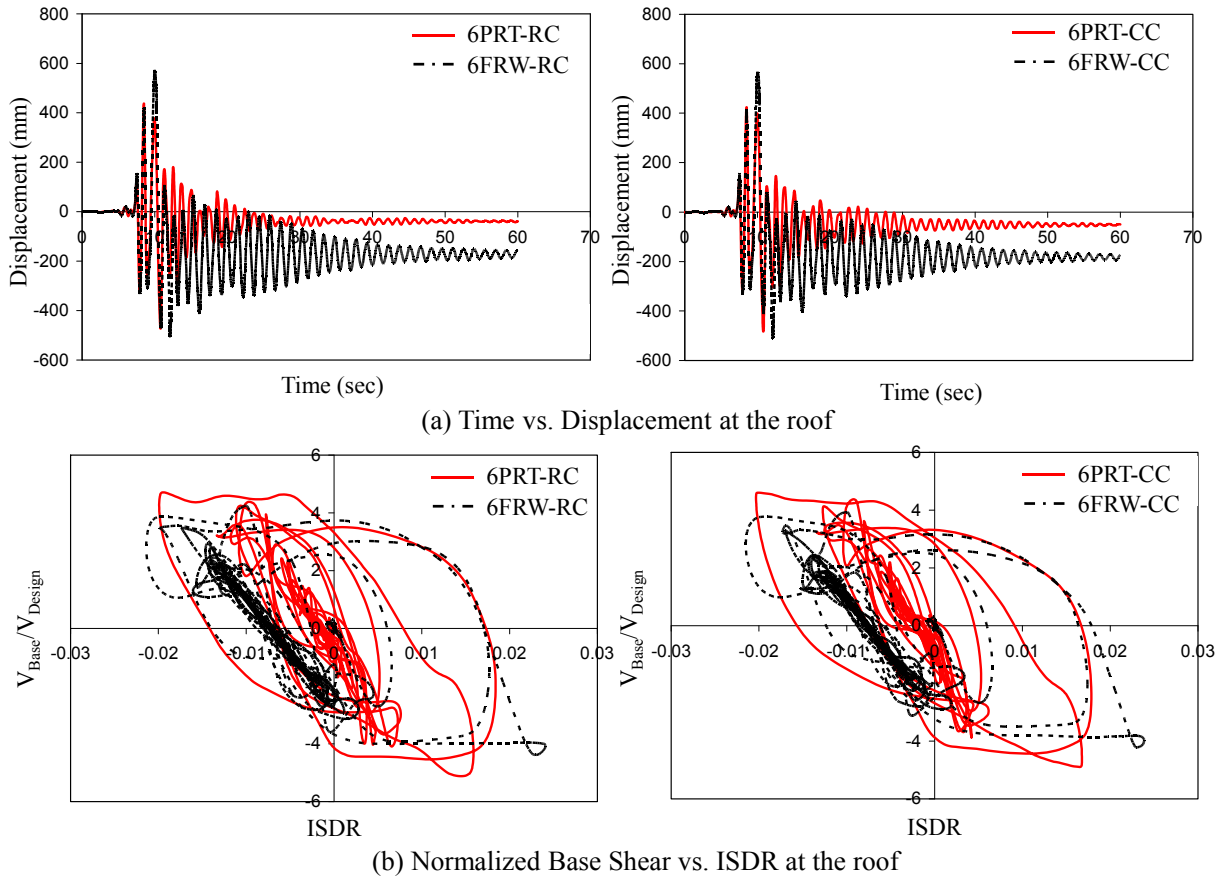 800
600
400
200
0
-200
-400
-600
0 10 20 30 40 50 60 70
Displacement (mm)
Time (sec)
6PRT-RC
6FRW-RC
800
600
400
200
0
-200
-400
-600
0 10 20 30 40 50 60 70
Displacement (mm)
Time (sec)
6PRT-CC
6FRW-CC
(a) Time vs. Displacement at the roof
6
4
2
0
-2
-4
-6
-0.03 -0.02 -0.01 0 0.01 0.02 0.03
V_Base/V_Design
ISDR
6PRT-RC
6FRW-RC
6
4
2
0
-2
-4
-6
-0.03 -0.02 -0.01 0 0.01 0.02 0.03
V_Base/V_Design
ISDR
6PRT-CC
6FRW-CC
(b) Normalized Base Shear vs. ISDR at the roof